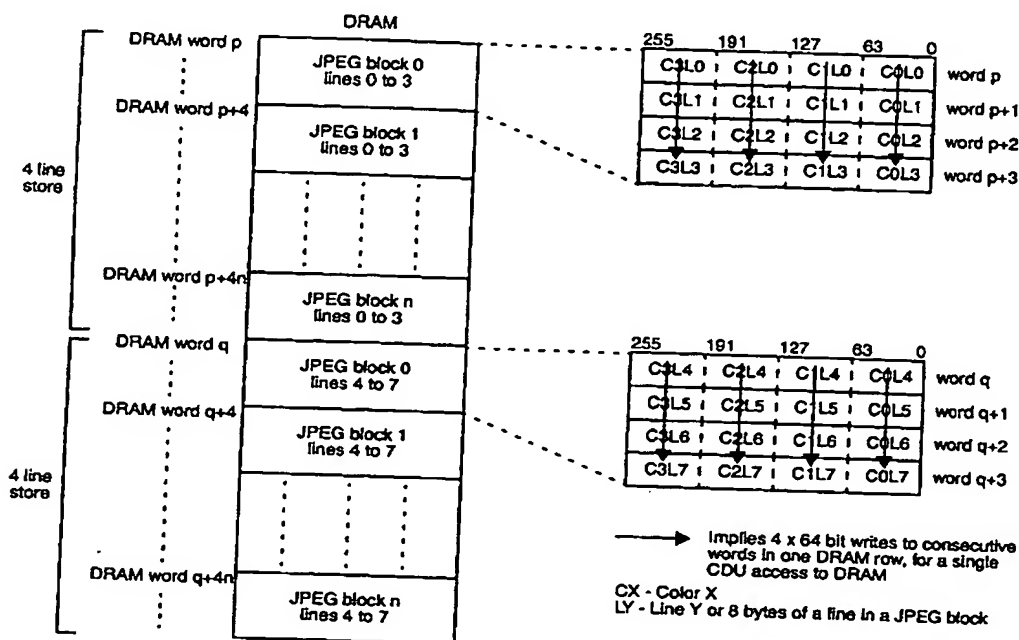 DRAM
DRAM word p
JPEG block 0
lines 0 to 3
DRAM word p+4
JPEG block 1
lines 0 to 3
4 line
store
DRAM word p+4n
JPEG block n
lines 0 to 3
DRAM word q
JPEG block 0
lines 4 to 7
DRAM word q+4
JPEG block 1
lines 4 to 7
4 line
store
DRAM word q+4n
JPEG block n
lines 4 to 7
255 191 127 63 0
C3L0 C2L0 C1L0 C0L0 word p
C3L1 C2L1 C1L1 C0L1 word p+1
C3L2 C2L2 C1L2 C0L2 word p+2
C3L3 C2L3 C1L3 C0L3 word p+3
255 191 127 63 0
C3L4 C2L4 C1L4 C0L4 word q
C3L5 C2L5 C1L5 C0L5 word q+1
C3L6 C2L6 C1L6 C0L6 word q+2
C3L7 C2L7 C1L7 C0L7 word q+3
Implies 4 x 64 bit writes to consecutive
words in one DRAM row, for a single
CDU access to DRAM
CX - Color X
LY - Line Y or 8 bytes of a line in a JPEG block